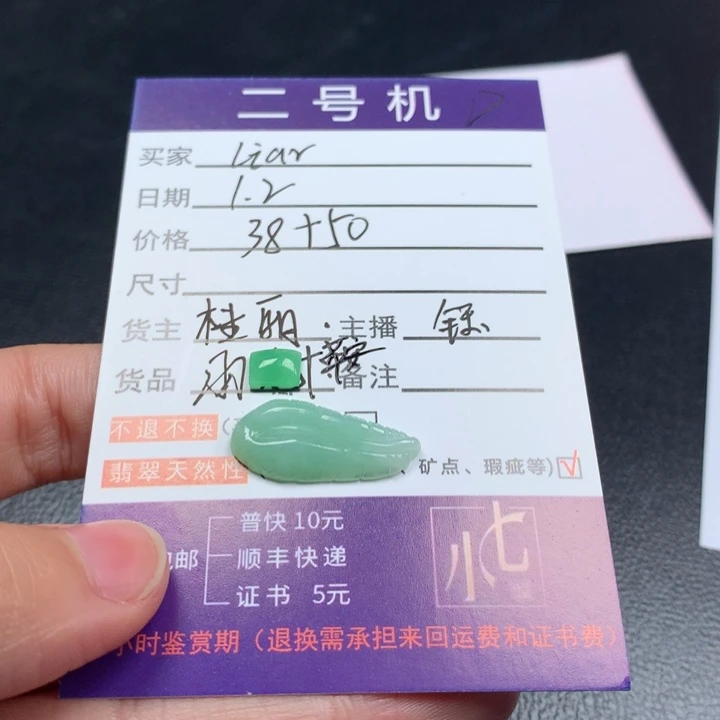 二号机
买家 Liar
日期 1.2
价格 38+50
尺寸
货主 桂丽 主播
货品 备注
不退不换
翡翠天然性 、矿点、瑕疵等)
普快 10元
邮 顺丰快递
证书 5元
小七
小时鉴赏期（退换需承担来回运费和证书费）